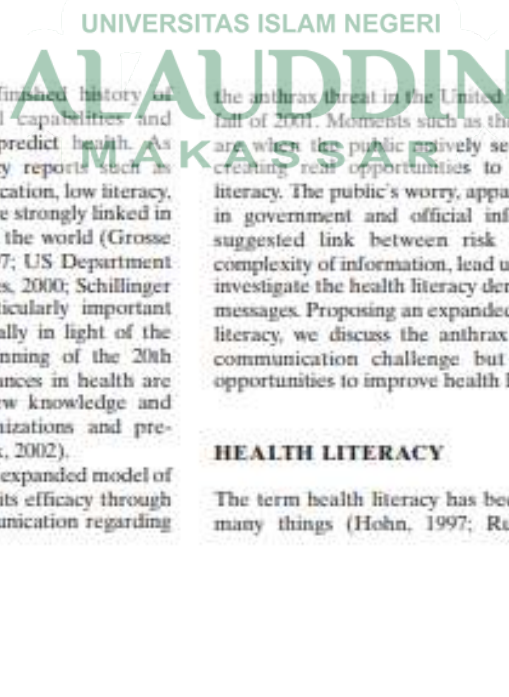 UNIVERSITAS ISLAM NEGERI
ALAUDDIN
MAKASSAR
finished history of
capabilities and
predict health. As
reports such as
cation, low literacy,
e strongly linked in
the world (Grosse
7; US Department
es, 2000; Schillinger
ticularly important
ally in light of the
nning of the 20th
ances in health are
ew knowledge and
nizations and pre-
, 2002).
expanded model of
its efficacy through
unication regarding
the anthrax threat in the United
fall of 2001. Moments such as thi
are when the public actively se
creating real opportunities to
literacy. The public's worry, appa
in government and official inf
suggested link between risk
complexity of information, lead u
investigate the health literacy der
messages. Proposing an expanded
literacy, we discuss the anthrax
communication challenge but
opportunities to improve health l
HEALTH LITERACY
The term health literacy has bee
many things (Hohn, 1997; Ru